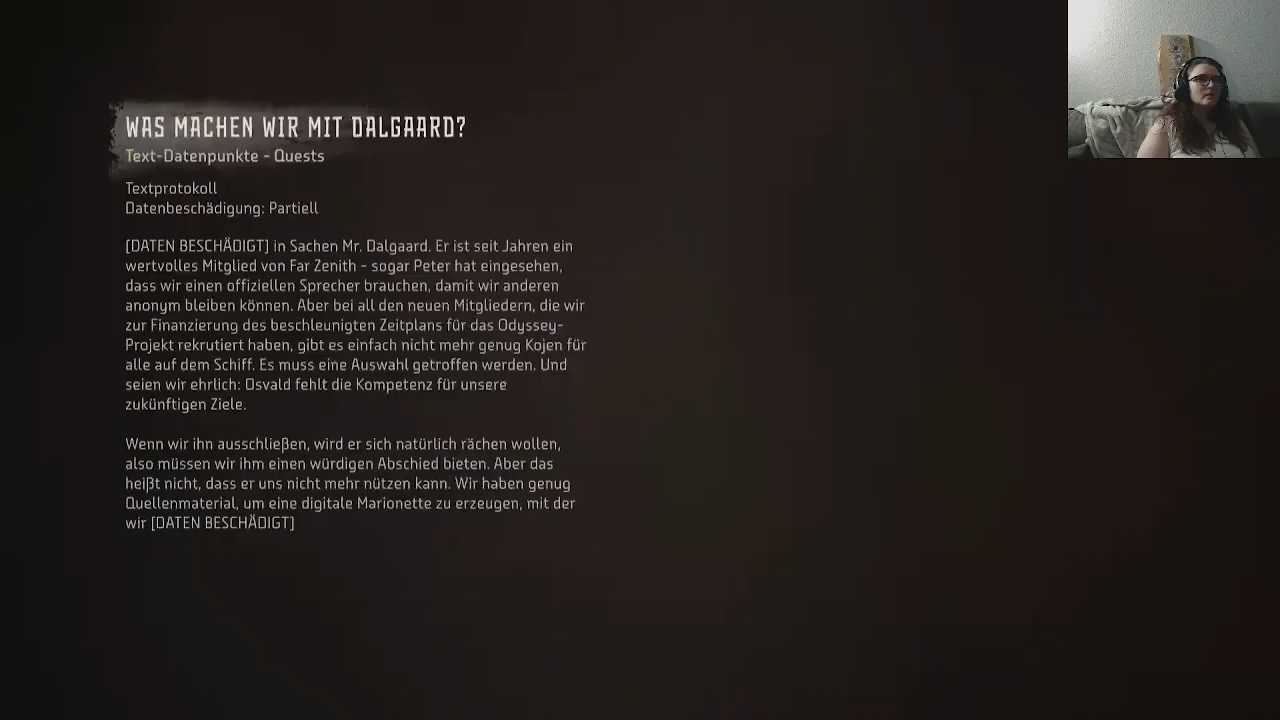 WAS MACHEN WIR MIT DALGAARD?
Text-Datenpunkte - Quests
Textprotokoll
Datenbeschädigung: Partiell
[DATEN BESCHÄDIGT] in Sachen Mr. Dalgaard. Er ist seit Jahren ein
wertvolles Mitglied von Far Zenith - sogar Peter hat eingesehen,
dass wir einen offiziellen Sprecher brauchen, damit wir anderen
anonym bleiben können. Aber bei all den neuen Mitgliedern, die wir
zur Finanzierung des beschleunigten Zeitplans für das Odyssey-
Projekt rekrutiert haben, gibt es einfach nicht mehr genug Kojen für
alle auf dem Schiff. Es muss eine Auswahl getroffen werden. Und
seien wir ehrlich: Osvald fehlt die Kompetenz für unsere
zukünftigen Ziele.
Wenn wir ihn ausschließen, wird er sich natürlich rächen wollen,
also müssen wir ihm einen würdigen Abschied bieten. Aber das
heißt nicht, dass er uns nicht mehr nützen kann. Wir haben genug
Quellenmaterial, um eine digitale Marionette zu erzeugen, mit der
wir [DATEN BESCHÄDIGT]